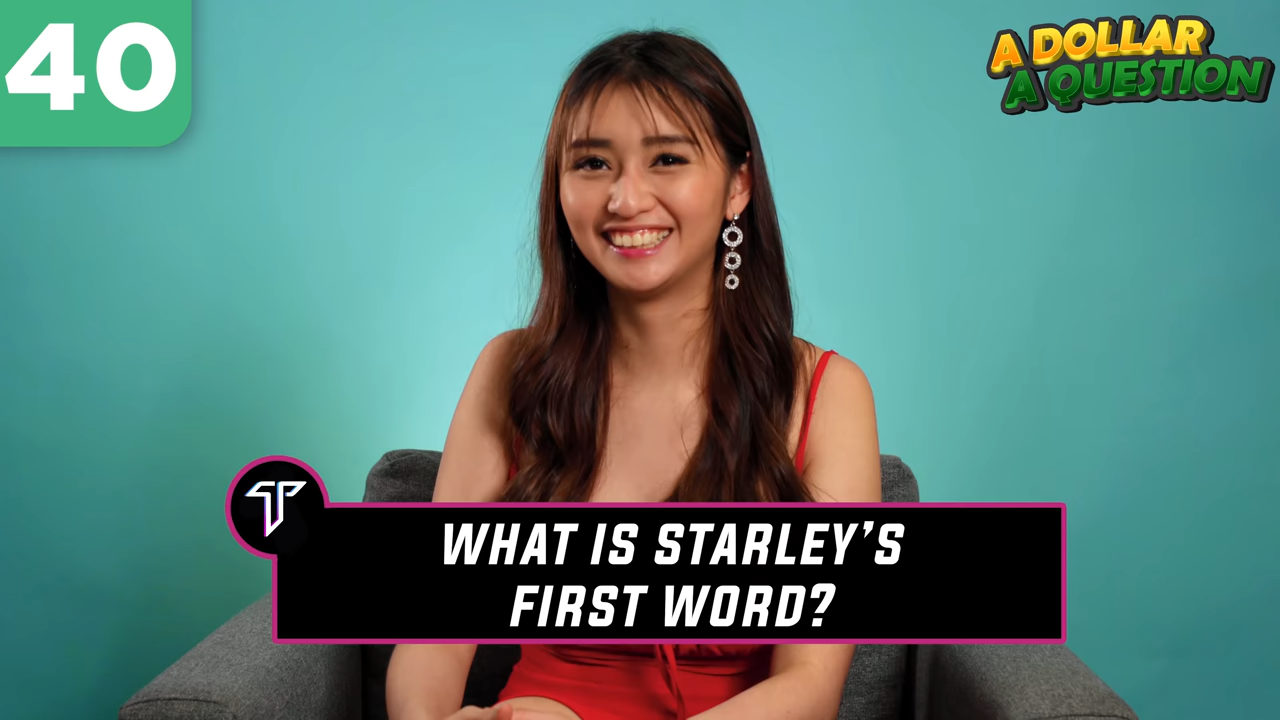 40
A DOLLAR
A QUESTION
T
WHAT IS STARLEY'S
FIRST WORD?